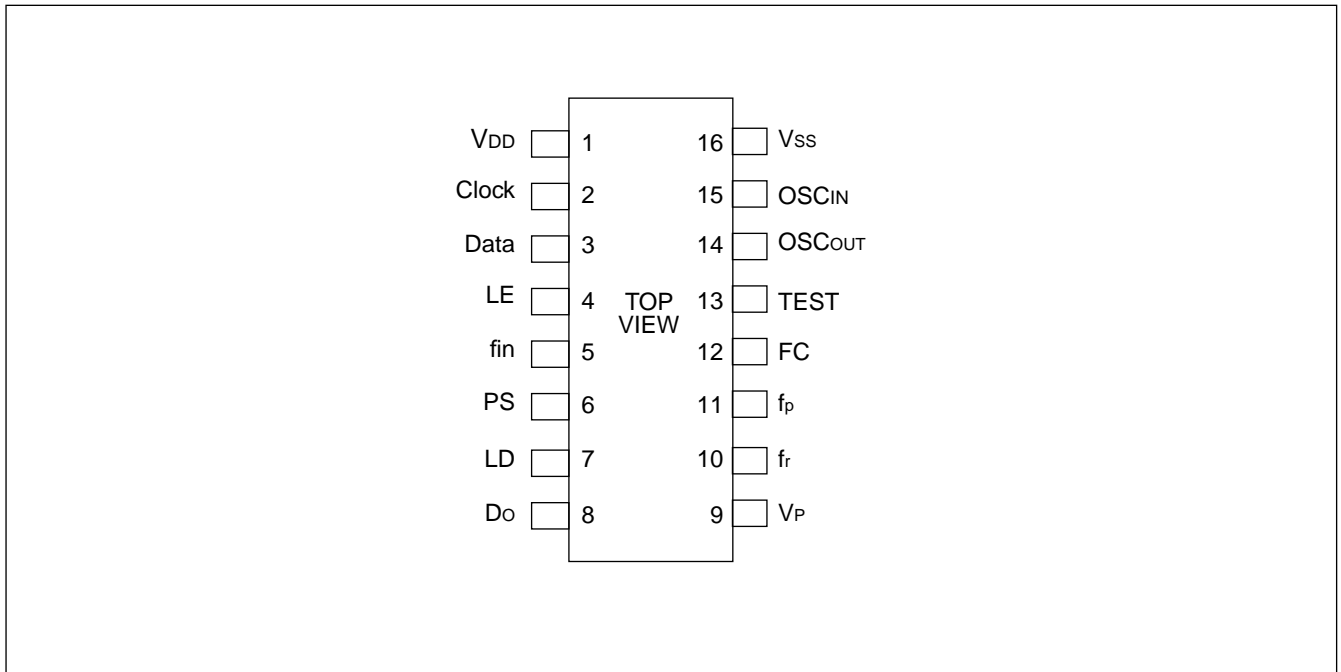 VDD 1 16 VSS
Clock 2 15 OSCIN
Data 3 14 OSCOUT
LE 4 TOP VIEW 13 TEST
fin 5 12 FC
PS 6 11 fp
LD 7 10 fr
DO 8 9 VP